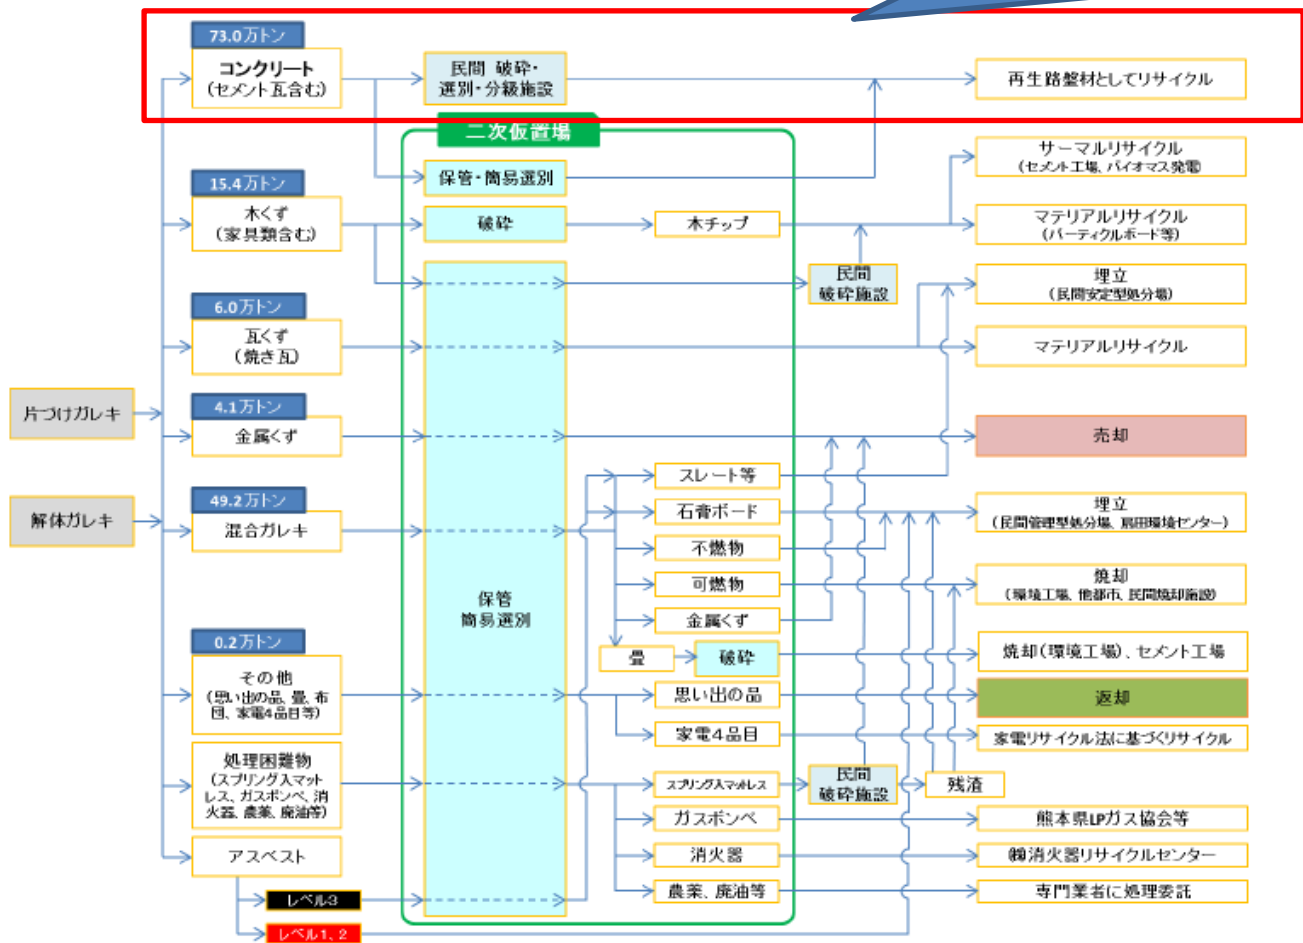 73.0万トン
コンクリート
(セメント瓦含む)
民間 破砕・
選別・分級施設
再生路盤材としてリサイクル
二次仮置場
保管・簡易選別
サーマルリサイクル
(セメント工場、バイオマス発電)
15.4万トン
木くず
(家具類含む)
破砕
木チップ
マテリアルリサイクル
(パーティクルボード等)
民間
破砕施設
埋立
(民間安定型処分場)
6.0万トン
瓦くず
(焼き瓦)
マテリアルリサイクル
片づけガレキ
4.1万トン
金属くず
売却
解体ガレキ
49.2万トン
混合ガレキ
スレート等
石膏ボード
不燃物
可燃物
金属くず
畳
破砕
埋立
(民間管理型処分場、扇田環境センター)
焼却
(環境工場、他都市、民間焼却施設)
焼却(環境工場)、セメント工場
保管
簡易選別
0.2万トン
その他
(思い出の品、畳、布
団、家電4品目等)
思い出の品
返却
家電4品目
家電リサイクル法に基づくリサイクル
処理困難物
(スプリング入マット
レス、ガスボンベ、消
火器、農薬、廃油等)
スプリング入マットレス
民間
破砕施設
残渣
ガスボンベ
熊本県LPガス協会等
消火器
㈱消火器リサイクルセンター
農薬、廃油等
専門業者に処理委託
アスベスト
レベル3
レベル1、2